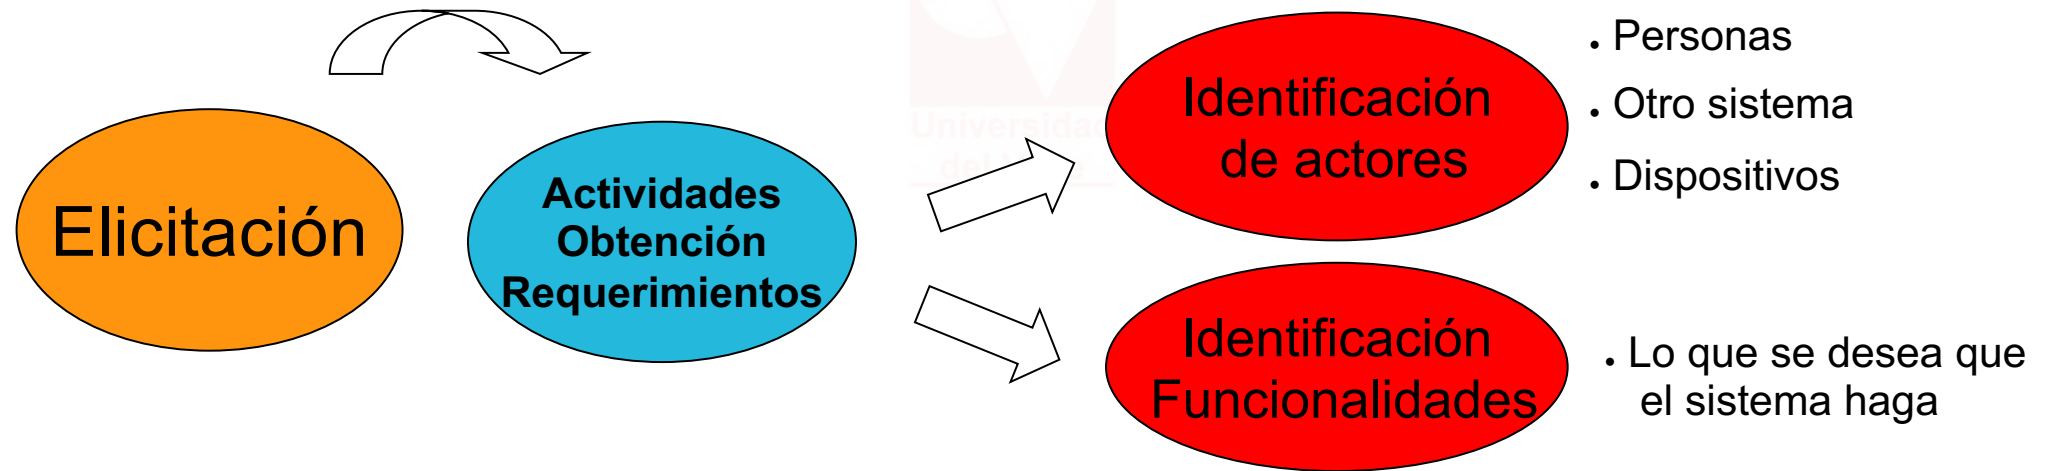 Elicitación
Actividades
Obtención
Requerimientos
Identificación
de actores
. Personas
. Otro sistema
. Dispositivos
Identificación
Funcionalidades
. Lo que se desea que
el sistema haga